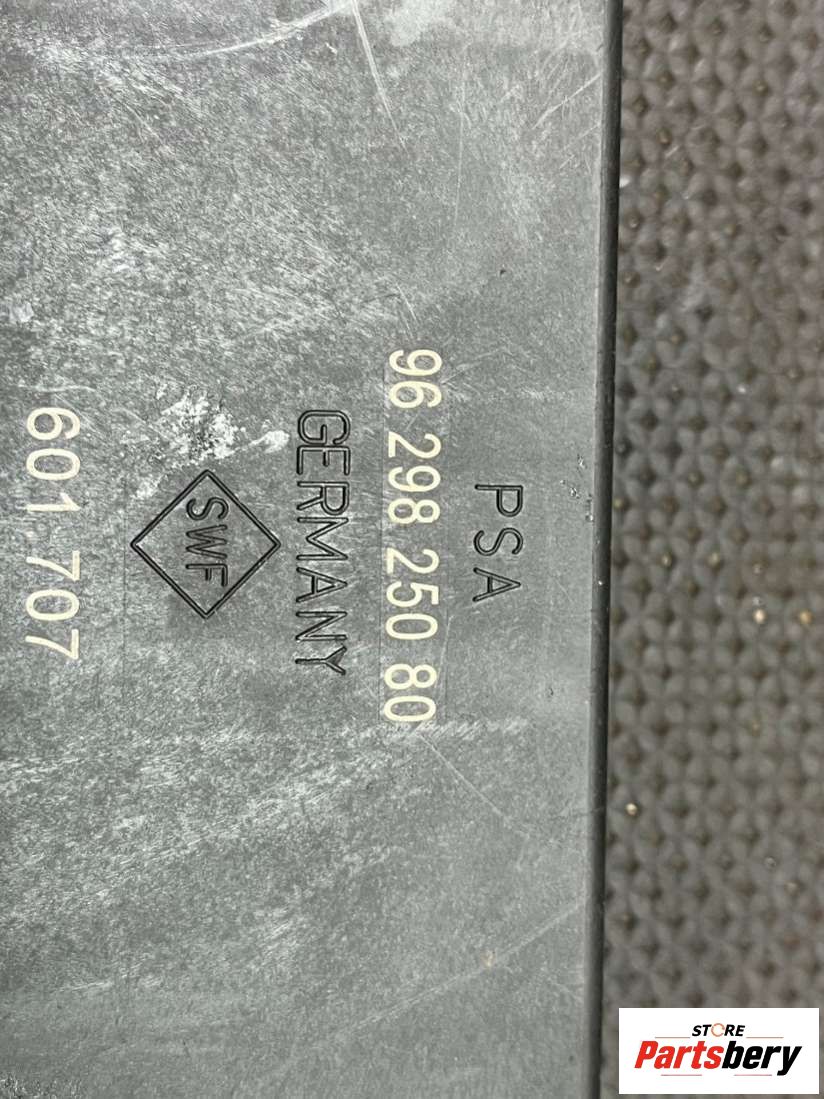 PSA
96 298 250 80
GERMANY
SWF
601.707
STORE
Partsbery